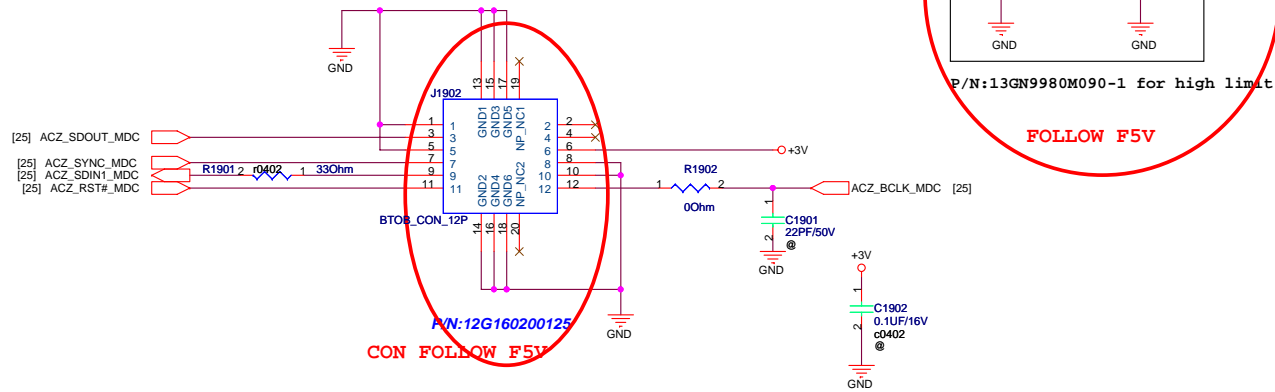 GND
GND
GND
P/N:13GN9980M090-1 for high limit
FOLLOW F5V
13
15
17
19
J1902
GND1
GND3
GND5
NP_NC1
1
3
5
7
9
11
1
3
5
7
9
11
2
4
6
8
10
12
2
4
6
8
10
12
GND2
GND4
GND6
NP_NC2
14
16
18
20
BTOB_CON_12P
[25] ACZ_SDOUT_MDC
[25] ACZ_SYNC_MDC
[25] ACZ_SDIN1_MDC
[25] ACZ_RST#_MDC
R1901 2 r0402 1 33Ohm
+3V
R1902
1 2
0Ohm
ACZ_BCLK_MDC [25]
1
C1901
22PF/50V
2
@
GND
P/N:12G160200125
GND
CON FOLLOW F5V
+3V
1
C1902
0.1UF/16V
2
c0402
@
GND